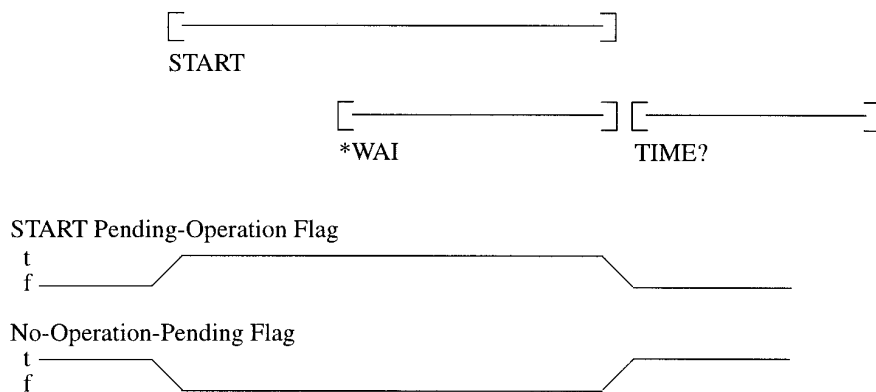 START
*WAI
TIME?
START Pending-Operation Flag
t
f
No-Operation-Pending Flag
t
f